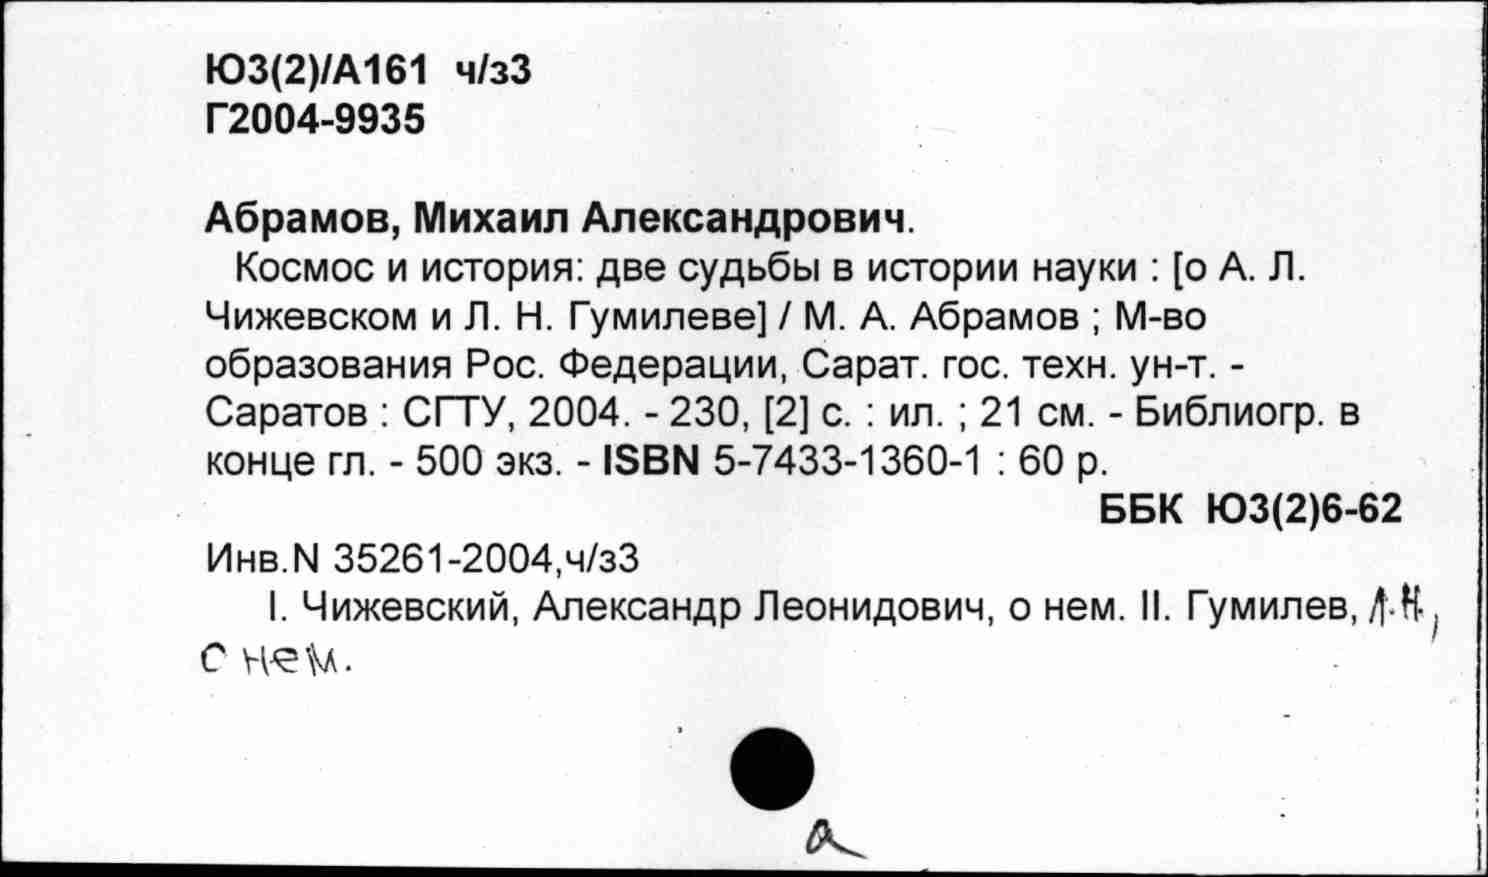 Ю3(2)/А161 ч/з3
Г2004-9935
Абрамов, Михаил Александрович.
Космос и история: две судьбы в истории науки : [о А. Л.
Чижевском и Л. Н. Гумилеве] / М. А. Абрамов ; М-во
образования Рос. Федерации, Сарат. гос. техн. ун-т. -
Саратов : СГТУ, 2004. - 230, [2] с. : ил. ; 21 см. - Библиогр. в
конце гл. - 500 экз. - ISBN 5-7433-1360-1 : 60 р.
ББК Ю3(2)6-62
Инв.N 35261-2004,ч/з3
I. Чижевский, Александр Леонидович, о нем. II. Гумилев, Л.Н,
о нем.
а